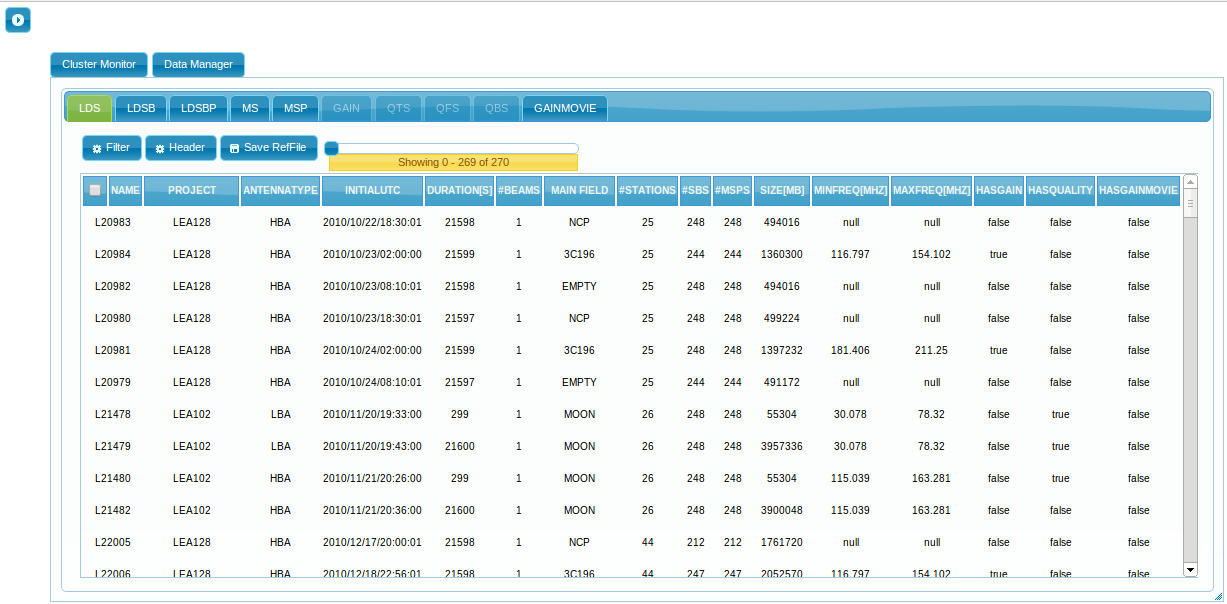 Cluster Monitor Data Manager
LDS LDSB LDSBP MS MSP GAIN QTS QFS QBS GAINMOVIE
Filter Header Save RefFile
Showing 0 - 269 of 270
NAME PROJECT ANTENNATYPE INITIALUTC DURATION[S] #BEAMS MAIN FIELD #STATIONS #SBS #MSPS SIZE[MB] MINFREQ[MHZ] MAXFREQ[MHZ] HASGAIN HASQUALITY HASGAINMOVIE
L20983 LEA128 HBA 2010/10/22/18:30:01 21598 1 NCP 25 248 248 494016 null null false false false
L20984 LEA128 HBA 2010/10/23/02:00:00 21599 1 3C196 25 244 244 1360300 116.797 154.102 true false false
L20982 LEA128 HBA 2010/10/23/08:10:01 21598 1 EMPTY 25 248 248 494016 null null false false false
L20980 LEA128 HBA 2010/10/23/18:30:01 21597 1 NCP 25 248 248 499224 null null false false false
L20981 LEA128 HBA 2010/10/24/02:00:00 21599 1 3C196 25 248 248 1397232 181.406 211.25 true false false
L20979 LEA128 HBA 2010/10/24/08:10:01 21597 1 EMPTY 25 244 244 491172 null null false false false
L21478 LEA102 LBA 2010/11/20/19:33:00 299 1 MOON 26 248 248 55304 30.078 78.32 false true false
L21479 LEA102 LBA 2010/11/20/19:43:00 21600 1 MOON 26 248 248 3957336 30.078 78.32 false true false
L21480 LEA102 HBA 2010/11/21/20:26:00 299 1 MOON 26 248 248 55304 115.039 163.281 false true false
L21482 LEA102 HBA 2010/11/21/20:36:00 21600 1 MOON 26 248 248 3900048 115.039 163.281 false false false
L22005 LEA128 HBA 2010/12/17/20:00:01 21598 1 NCP 44 212 212 1761720 null null false false false
L22006 LEA128 HBA 2010/12/18/22:56:01 21598 1 3C196 44 247 247 2052570 116.797 154.102 true false false